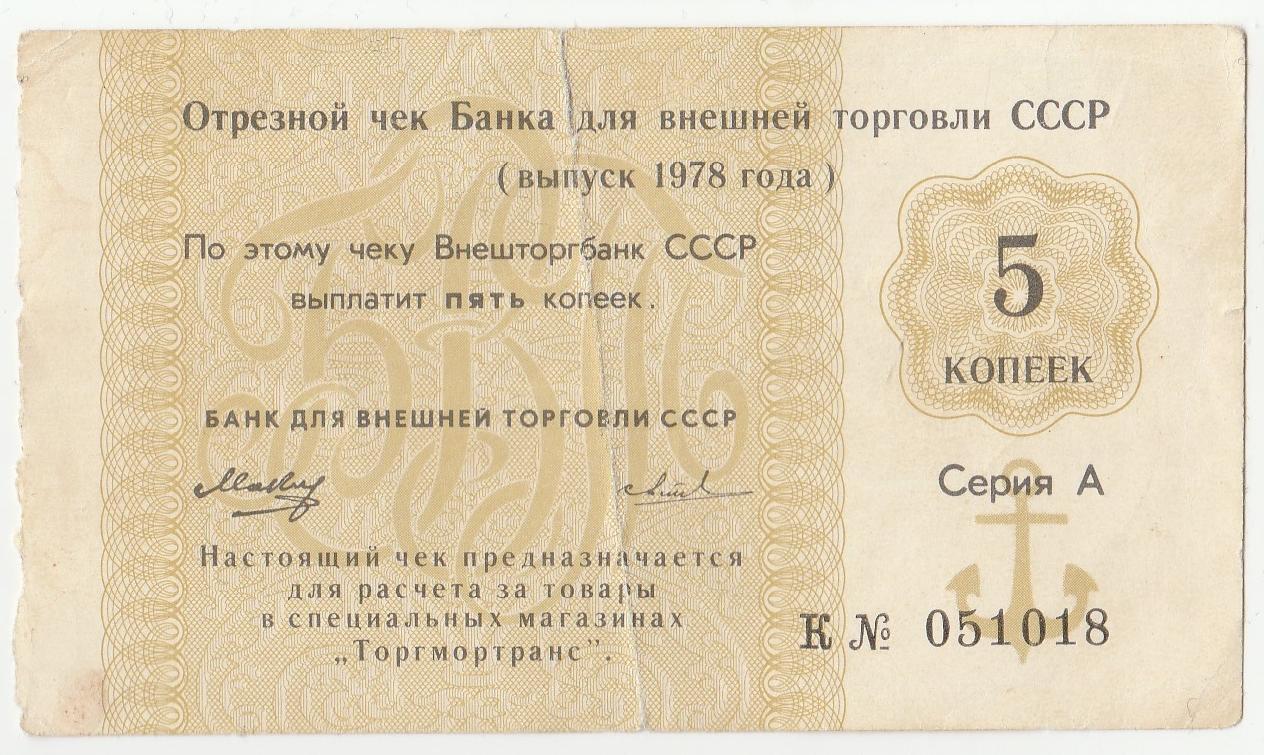 Отрезной чек Банка для внешней торговли СССР
( выпуск 1978 года )
По этому чеку Внешторгбанк СССР
выплатит пять копеек.
5
КОПЕЕК
БАНК ДЛЯ ВНЕШНЕЙ ТОРГОВЛИ СССР
Серия А
Настоящий чек предназначается
для расчета за товары
в специальных магазинах
„Торгмортранс".
К № 051018